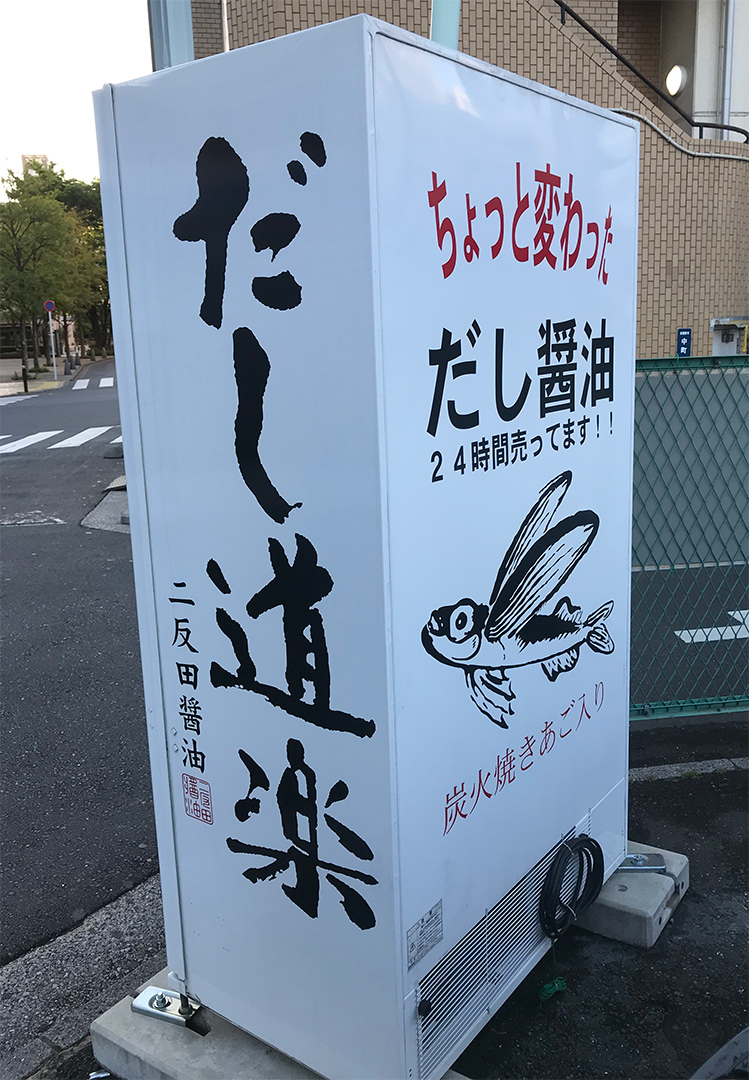 だし道楽
二反田醤油
ちょっと変わった
だし醤油
24時間売ってます!!
炭火焼きあご入り
中町